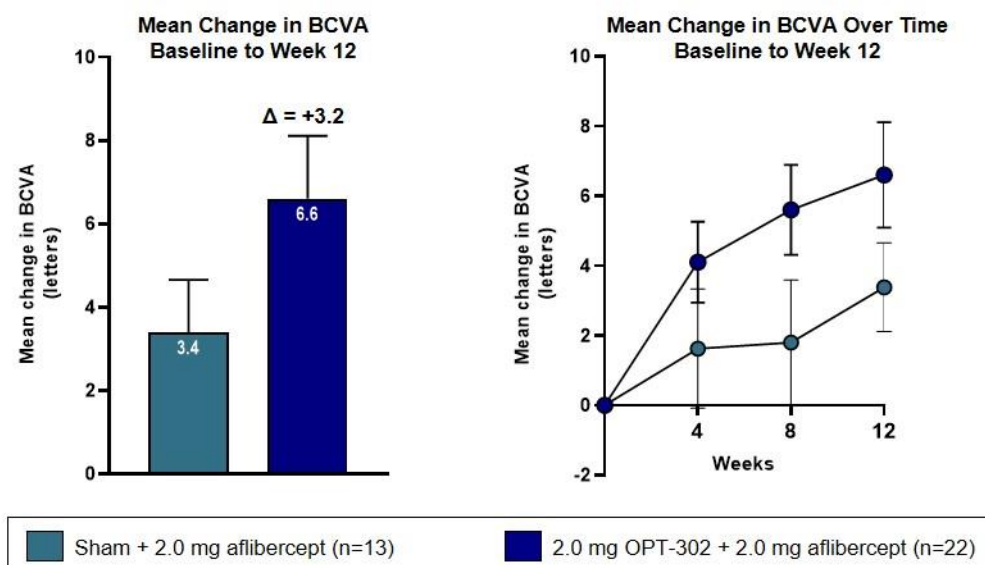 Mean Change in BCVA
Baseline to Week 12
Mean change in BCVA
(letters)
10
8
6
4
2
0
Δ = +3.2
3.4
6.6
Mean Change in BCVA Over Time
Baseline to Week 12
Mean change in BCVA
(letters)
10
8
6
4
2
0
-2
4
8
12
Weeks
Sham + 2.0 mg aflibercept (n=13)
2.0 mg OPT-302 + 2.0 mg aflibercept (n=22)